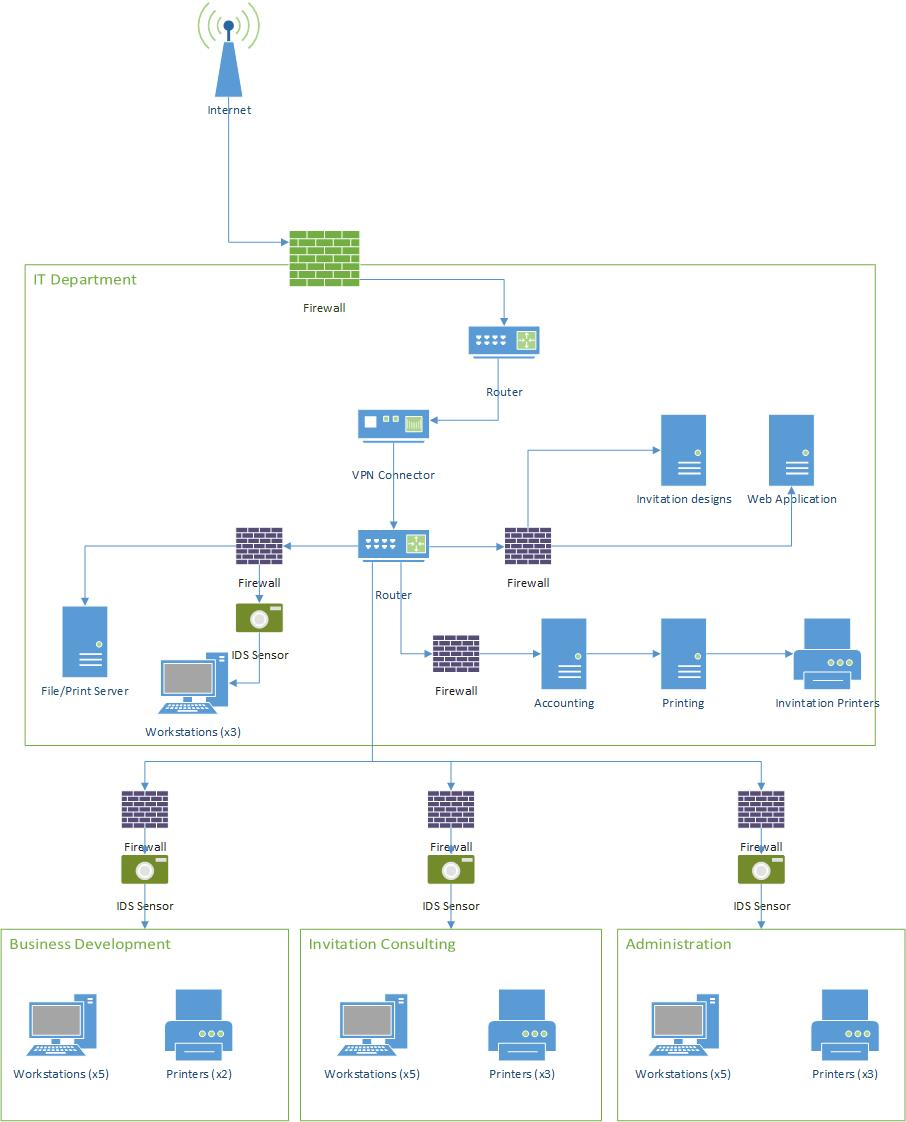 Internet
IT Department
Firewall
Router
VPN Connector
Invitation designs
Web Application
Firewall
Router
Firewall
IDS Sensor
File/Print Server
Workstations (x3)
Firewall
Accounting
Printing
Invintation Printers
Firewall
Firewall
Firewall
IDS Sensor
IDS Sensor
IDS Sensor
Business Development
Invitation Consulting
Administration
Workstations (x5)
Printers (x2)
Workstations (x5)
Printers (x3)
Workstations (x5)
Printers (x3)